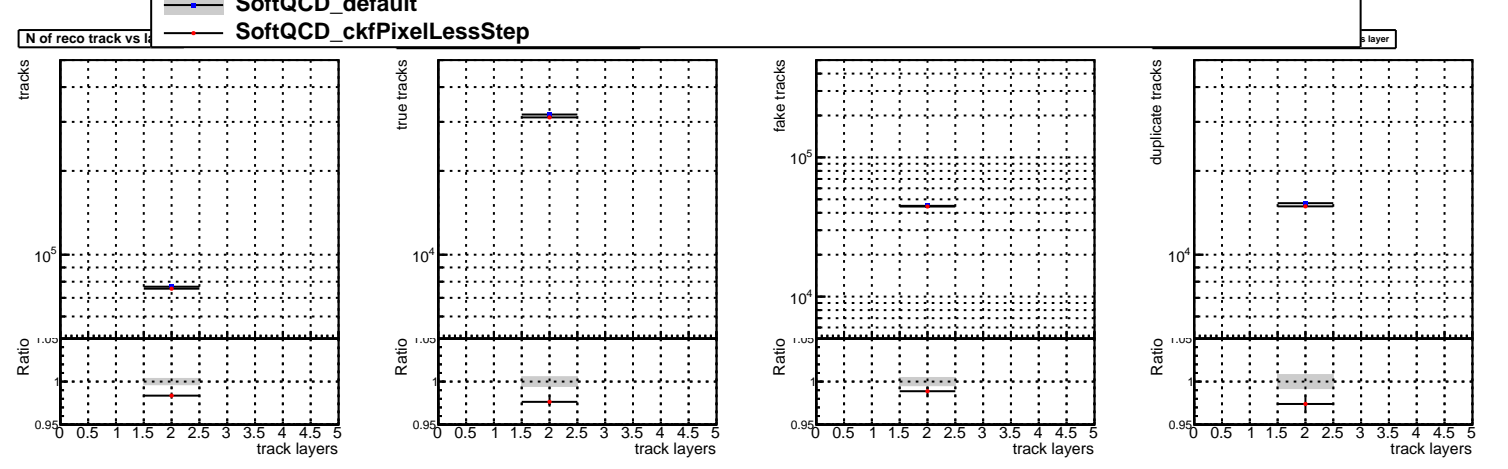 SoftQCD_default
SoftQCD_ckfPixelLessStep
N of reco track vs la
s layer
tracks
10^5
Ratio
1.05
1
0.95
0 0.5 1 1.5 2 2.5 3 3.5 4 4.5 5
track layers
true tracks
10^4
Ratio
1.05
1
0.95
0 0.5 1 1.5 2 2.5 3 3.5 4 4.5 5
track layers
fake tracks
10^5
10^4
Ratio
1.05
1
0.95
0 0.5 1 1.5 2 2.5 3 3.5 4 4.5 5
track layers
duplicate tracks
10^4
Ratio
1.05
1
0.95
0 0.5 1 1.5 2 2.5 3 3.5 4 4.5 5
track layers